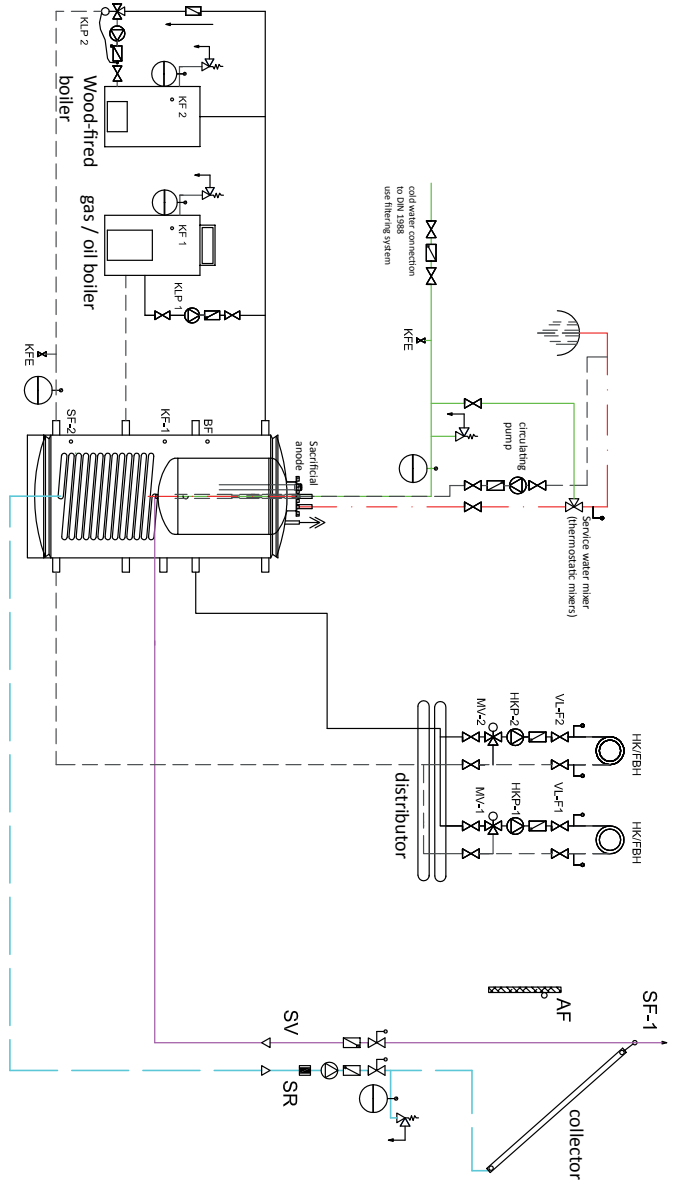 KLP 2
KF 2
Wood-fired
boiler
KF 1
gas / oil boiler
KLP 1
KFE
cold water connection
to DIN 1988
use filtering system
KFE
circulating
pump
Service water mixer
(thermostatic mixers)
Sacrificial
anode
BF
KF-1
SF-2
HK/FBH
VL-F2
HKP-2
MV-2
HK/FBH
VL-F1
HKP-1
MV-1
distributor
AF
SF-1
SV
SR
collector